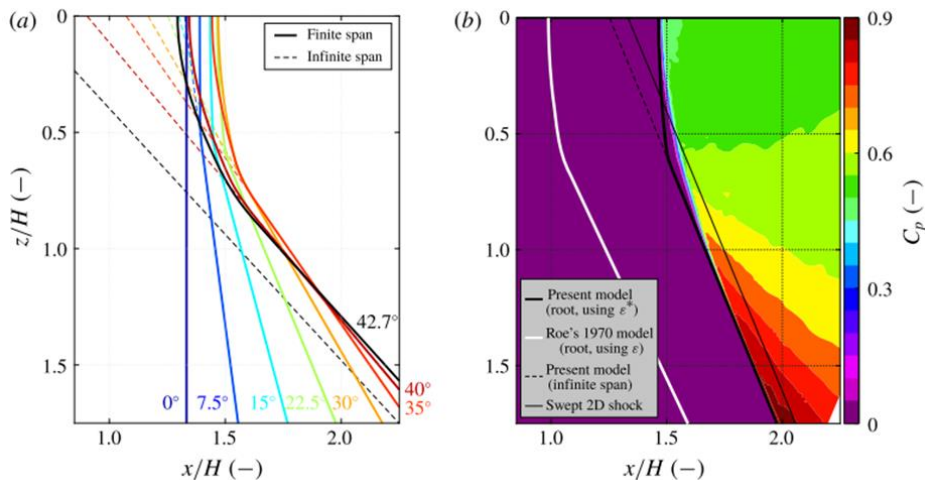 (a)
0
0.5
1.0
1.5
z/H (–)
Finite span
Infinite span
42.7°
40°
35°
0°
7.5°
15°
22.5°
30°
1.0
1.5
2.0
x/H (–)
(b)
0
0.5
1.0
1.5
Present model
(root, using ε*)
Roe's 1970 model
(root, using ε)
Present model
(infinite span)
Swept 2D shock
1.0
1.5
2.0
x/H (–)
0.9
0.6
0.3
0
Cp (–)